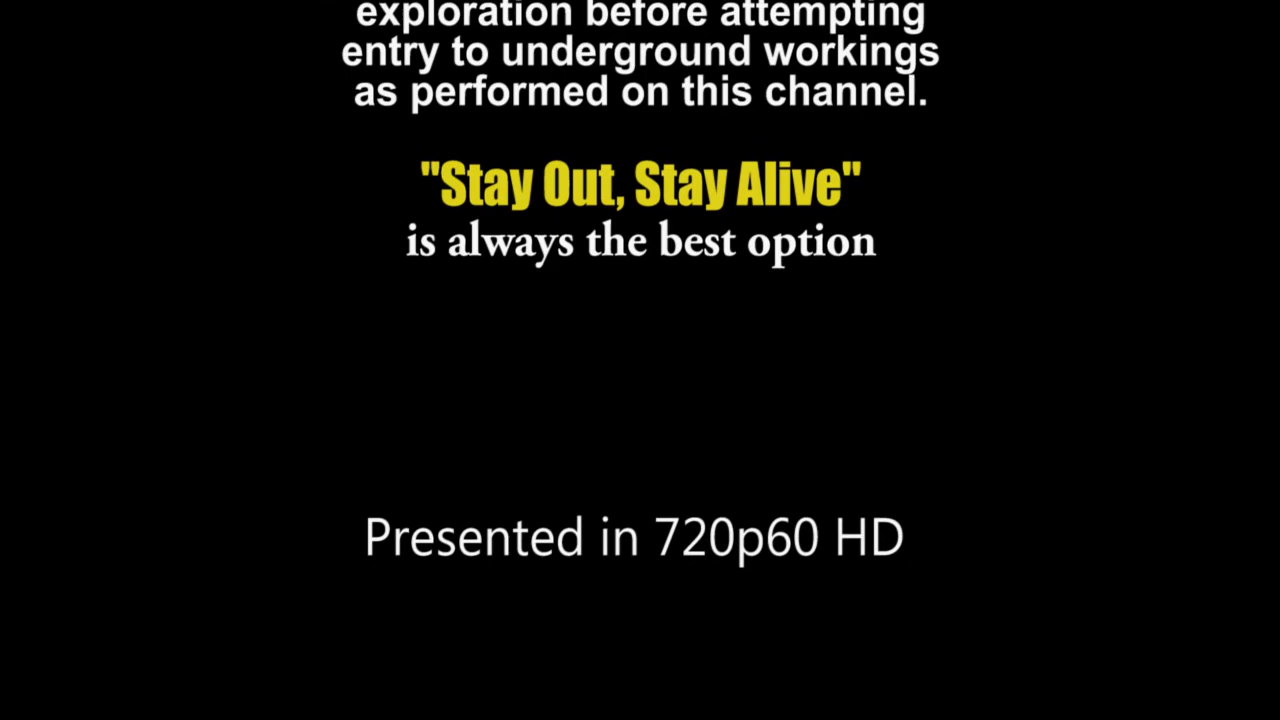 exploration before attempting
entry to underground workings
as performed on this channel.
"Stay Out, Stay Alive"
is always the best option
Presented in 720p60 HD